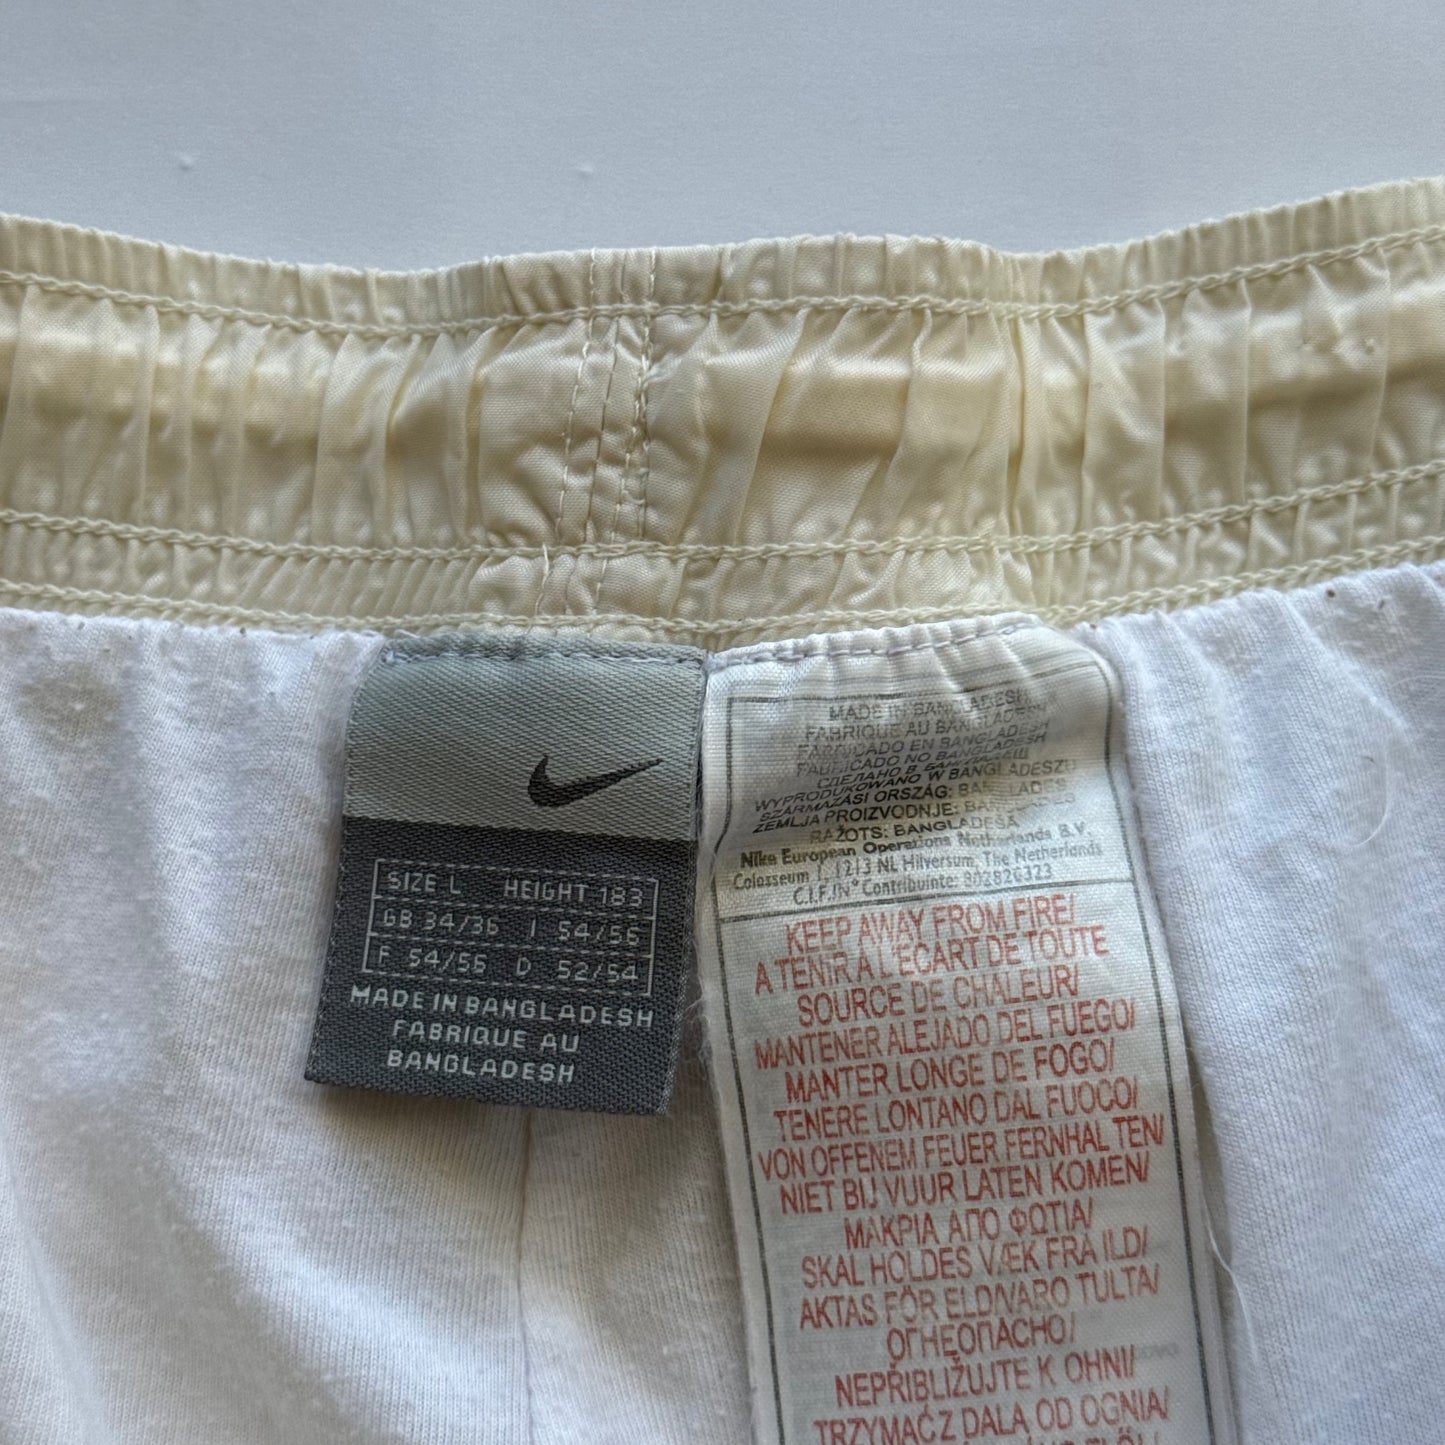 SIZE L HEIGHT 183
GB 34/36 I 54/56
F 54/56 D 52/54
MADE IN BANGLADESH
FABRIQUE AU
BANGLADESH
MADE IN BANGLADESH
FABRIQUE AU BANGLADESH
FABRICADO EN BANGLADESH
FABRICADO NO BANGLADESH
СДЕЛАНО В БАНГЛАДЕШ
WYPRODUKOWANO W BANGLADESZU
SZÁRMAZÁSI ORSZÁG: BANGLADES
ZEMLJA PROIZVODNJE: BANGLADES
RAŽOTS: BANGLADEŠA
Nike European Operations Netherlands B.V.
Colosseum 1, 1213 NL Hilversum, The Netherlands
C.I.F./N° Contribuinte: 980282G323
KEEP AWAY FROM FIRE/
A TENIR A L'ECART DE TOUTE
SOURCE DE CHALEUR/
MANTENER ALEJADO DEL FUEGO/
MANTER LONGE DE FOGO/
TENERE LONTANO DAL FUOCO/
VON OFFENEM FEUER FERNHALTEN/
NIET BIJ VUUR LATEN KOMEN/
ΜΑΚΡΙΑ ΑΠΟ ΦΩΤΙΑ/
SKAL HOLDES VÆK FRA ILD/
AKTAS FÖR ELD/VARO TULTA/
ОГНЕОПАСНО/
NEPŘIBLIŽUJTE K OHNI/
TRZYMAĆ Z DALA OD OGNIA/